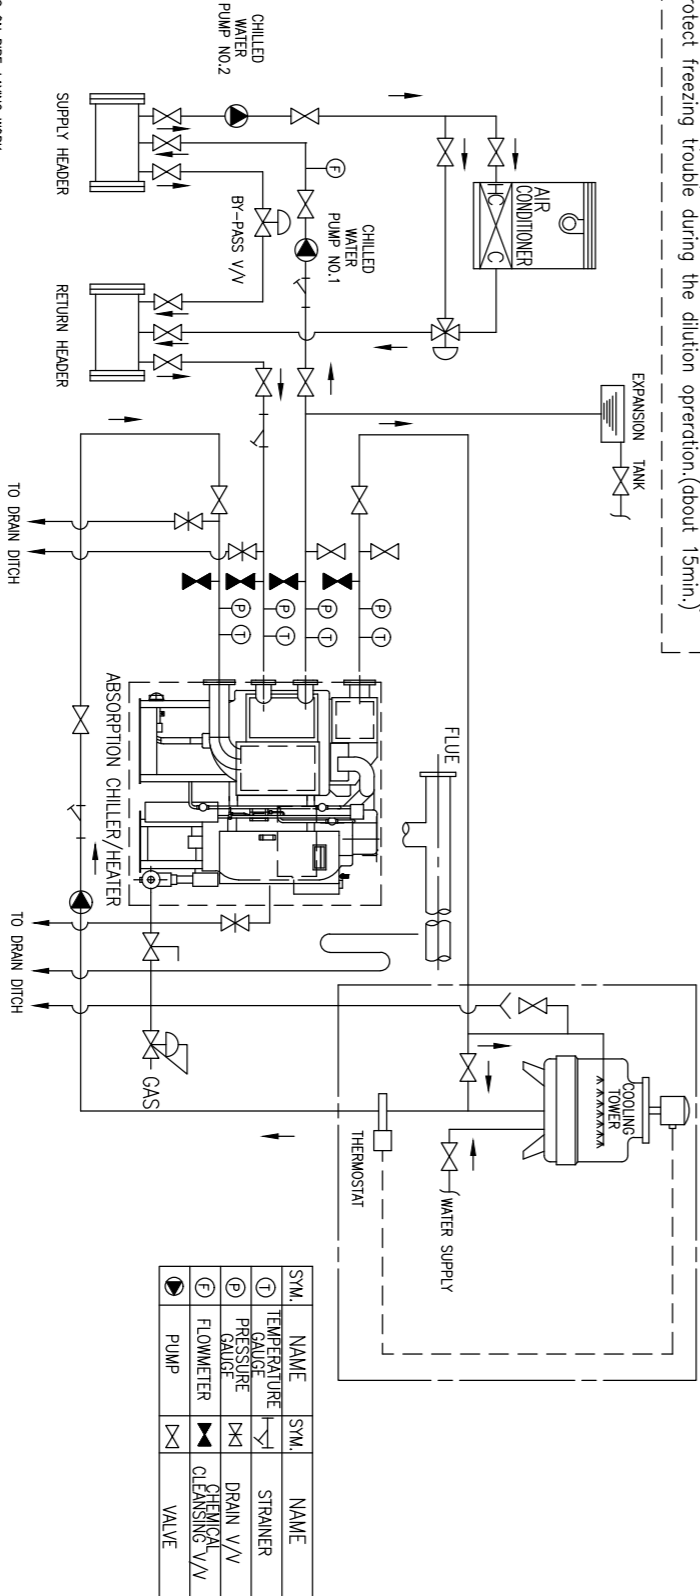 rotect freezing trouble during the dilution opreration.(about 15min.)
EXPANSION TANK
AIR
CONDITIONER
HC
C
CHILLED
WATER
PUMP NO.2
CHILLED
WATER
PUMP NO.1
F
BY-PASS V/V
SUPPLY HEADER
RETURN HEADER
P
T
P
T
P
T
P
T
TO DRAIN DITCH
ABSORPTION CHILLER/HEATER
FLUE
COOLING
TOWER
THERMOSTAT
WATER SUPPLY
GAS
TO DRAIN DITCH
SYM. NAME SYM. NAME
T TEMPERATURE GAUGE STRAINER
P PRESSURE GAUGE DRAIN V/V
F FLOWMETER CHEMICAL CLEANSING V/V
PUMP VALVE